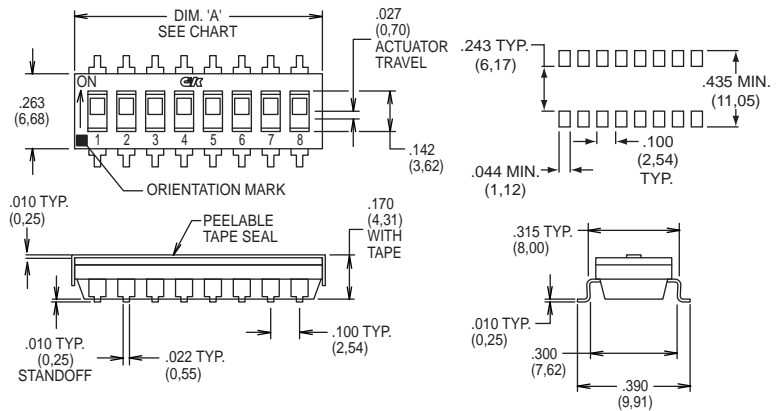 DIM. 'A'
SEE CHART
.027
(0,70)
ACTUATOR
TRAVEL
ON
CK
.263
(6,68)
1 2 3 4 5 6 7 8
.142
(3,62)
ORIENTATION MARK
.243 TYP.
(6,17)
.435 MIN.
(11,05)
.100
(2,54)
TYP.
.044 MIN.
(1,12)
.010 TYP.
(0,25)
PEELABLE
TAPE SEAL
.170
(4,31)
WITH
TAPE
.010 TYP.
(0,25)
STANDOFF
.022 TYP.
(0,55)
.100 TYP.
(2,54)
.315 TYP.
(8,00)
.010 TYP.
(0,25)
.300
(7,62)
.390
(9,91)